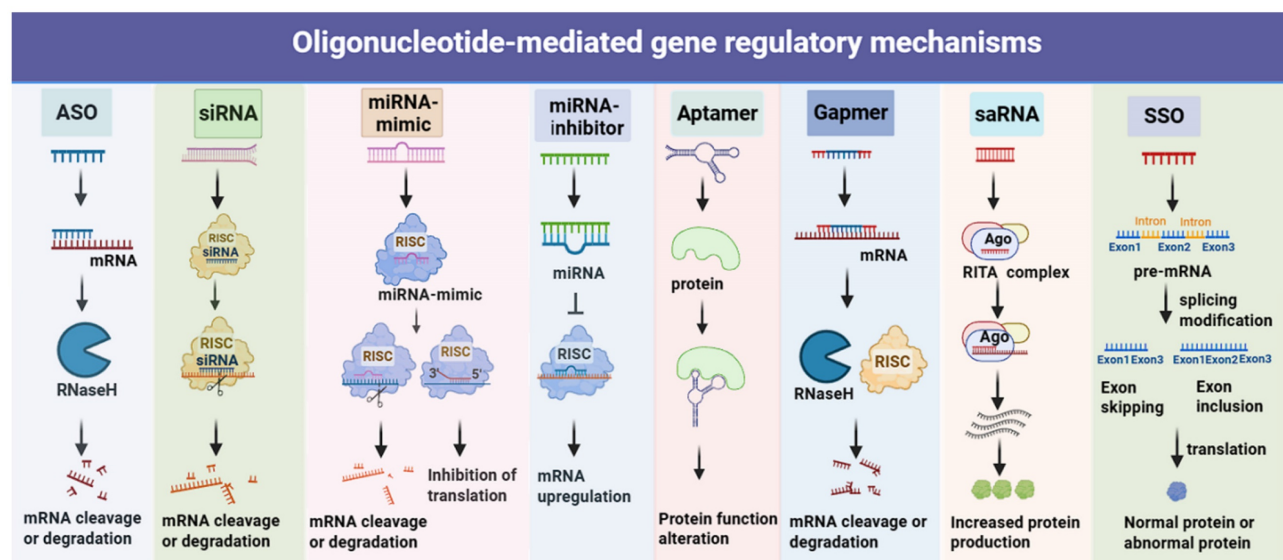 Oligonucleotide-mediated gene regulatory mechanisms
ASO
mRNA
RNaseH
mRNA cleavage
or degradation
siRNA
RISC
siRNA
RISC
siRNA
mRNA cleavage
or degradation
miRNA-
mimic
RISC
miRNA-mimic
RISC
RISC
3' 5'
Inhibition of
translation
mRNA cleavage
or degradation
miRNA-
inhibitor
miRNA
RISC
mRNA
upregulation
Aptamer
protein
Protein function
alteration
Gapmer
mRNA
RNaseH
RISC
mRNA cleavage or
degradation
saRNA
Ago
RITA complex
Ago
Increased protein
production
SSO
Intron Intron
Exon1 Exon2 Exon3
pre-mRNA
splicing
modification
Exon1 Exon3 Exon1Exon2Exon3
Exon
skipping
Exon
inclusion
translation
Normal protein or
abnormal protein